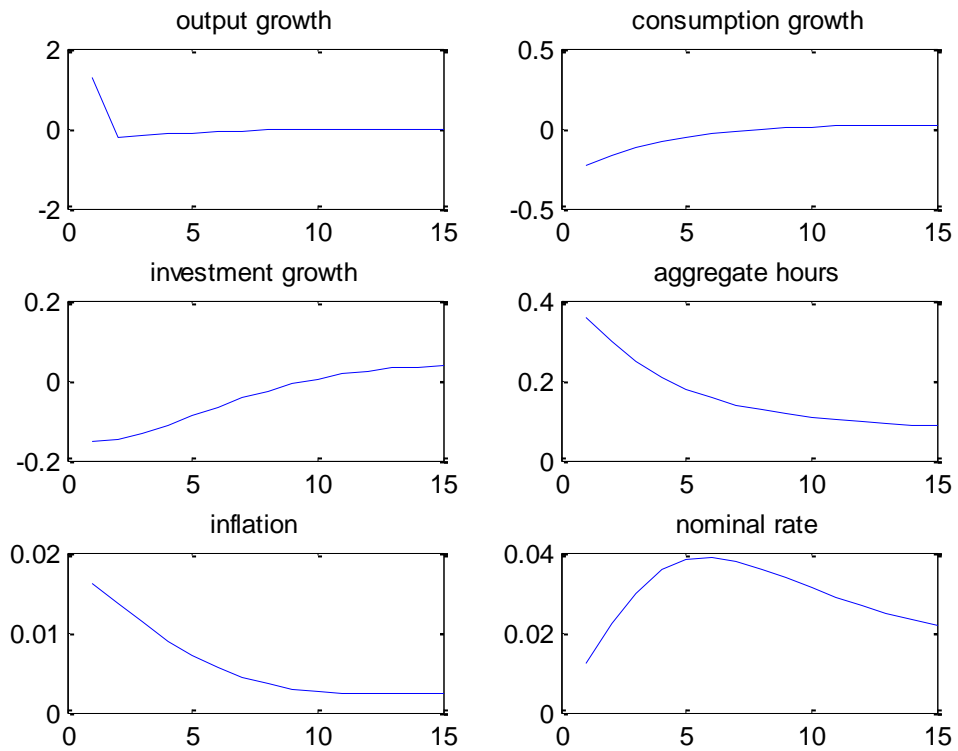 output growth
2
0
-2
0 5 10 15
consumption growth
0.5
0
-0.5
0 5 10 15
investment growth
0.2
0
-0.2
0 5 10 15
aggregate hours
0.4
0.2
0
0 5 10 15
inflation
0.02
0.01
0
0 5 10 15
nominal rate
0.04
0.02
0
0 5 10 15